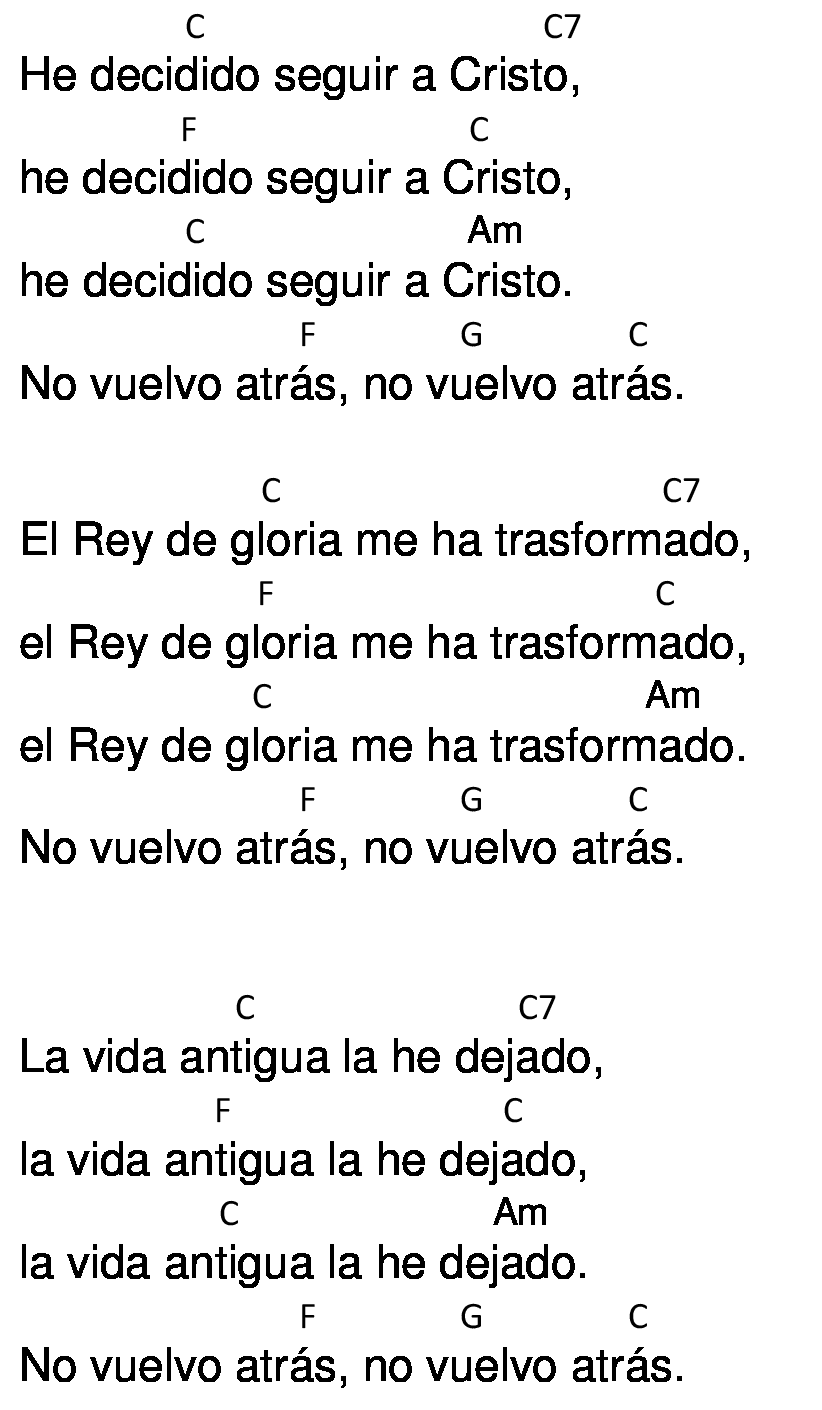 C C7
He decidido seguir a Cristo,
F C
he decidido seguir a Cristo,
C Am
he decidido seguir a Cristo.
F G C
No vuelvo atrás, no vuelvo atrás.
C C7
El Rey de gloria me ha trasformado,
F C
el Rey de gloria me ha trasformado,
C Am
el Rey de gloria me ha trasformado.
F G C
No vuelvo atrás, no vuelvo atrás.
C C7
La vida antigua la he dejado,
F C
la vida antigua la he dejado,
C Am
la vida antigua la he dejado.
F G C
No vuelvo atrás, no vuelvo atrás.